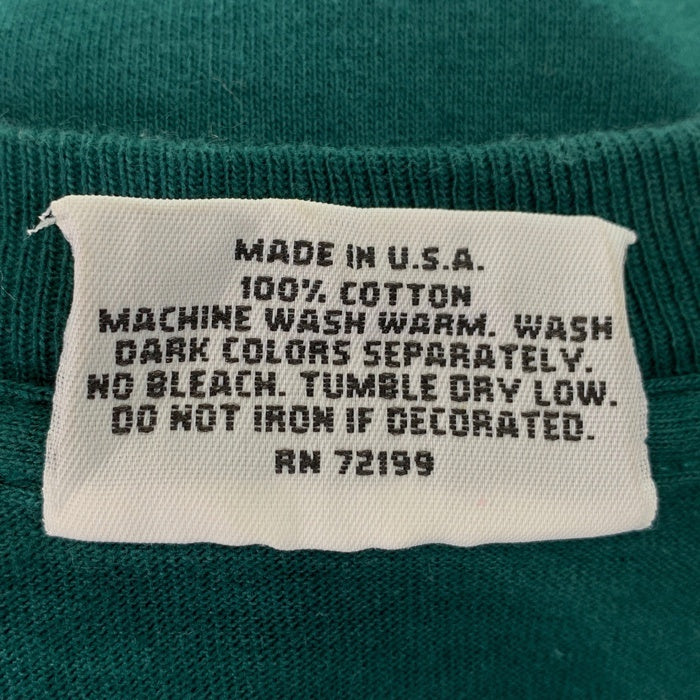 MADE IN U.S.A.
100% COTTON
MACHINE WASH WARM. WASH
DARK COLORS SEPARATELY.
NO BLEACH. TUMBLE DRY LOW.
DO NOT IRON IF DECORATED.
RN 72199